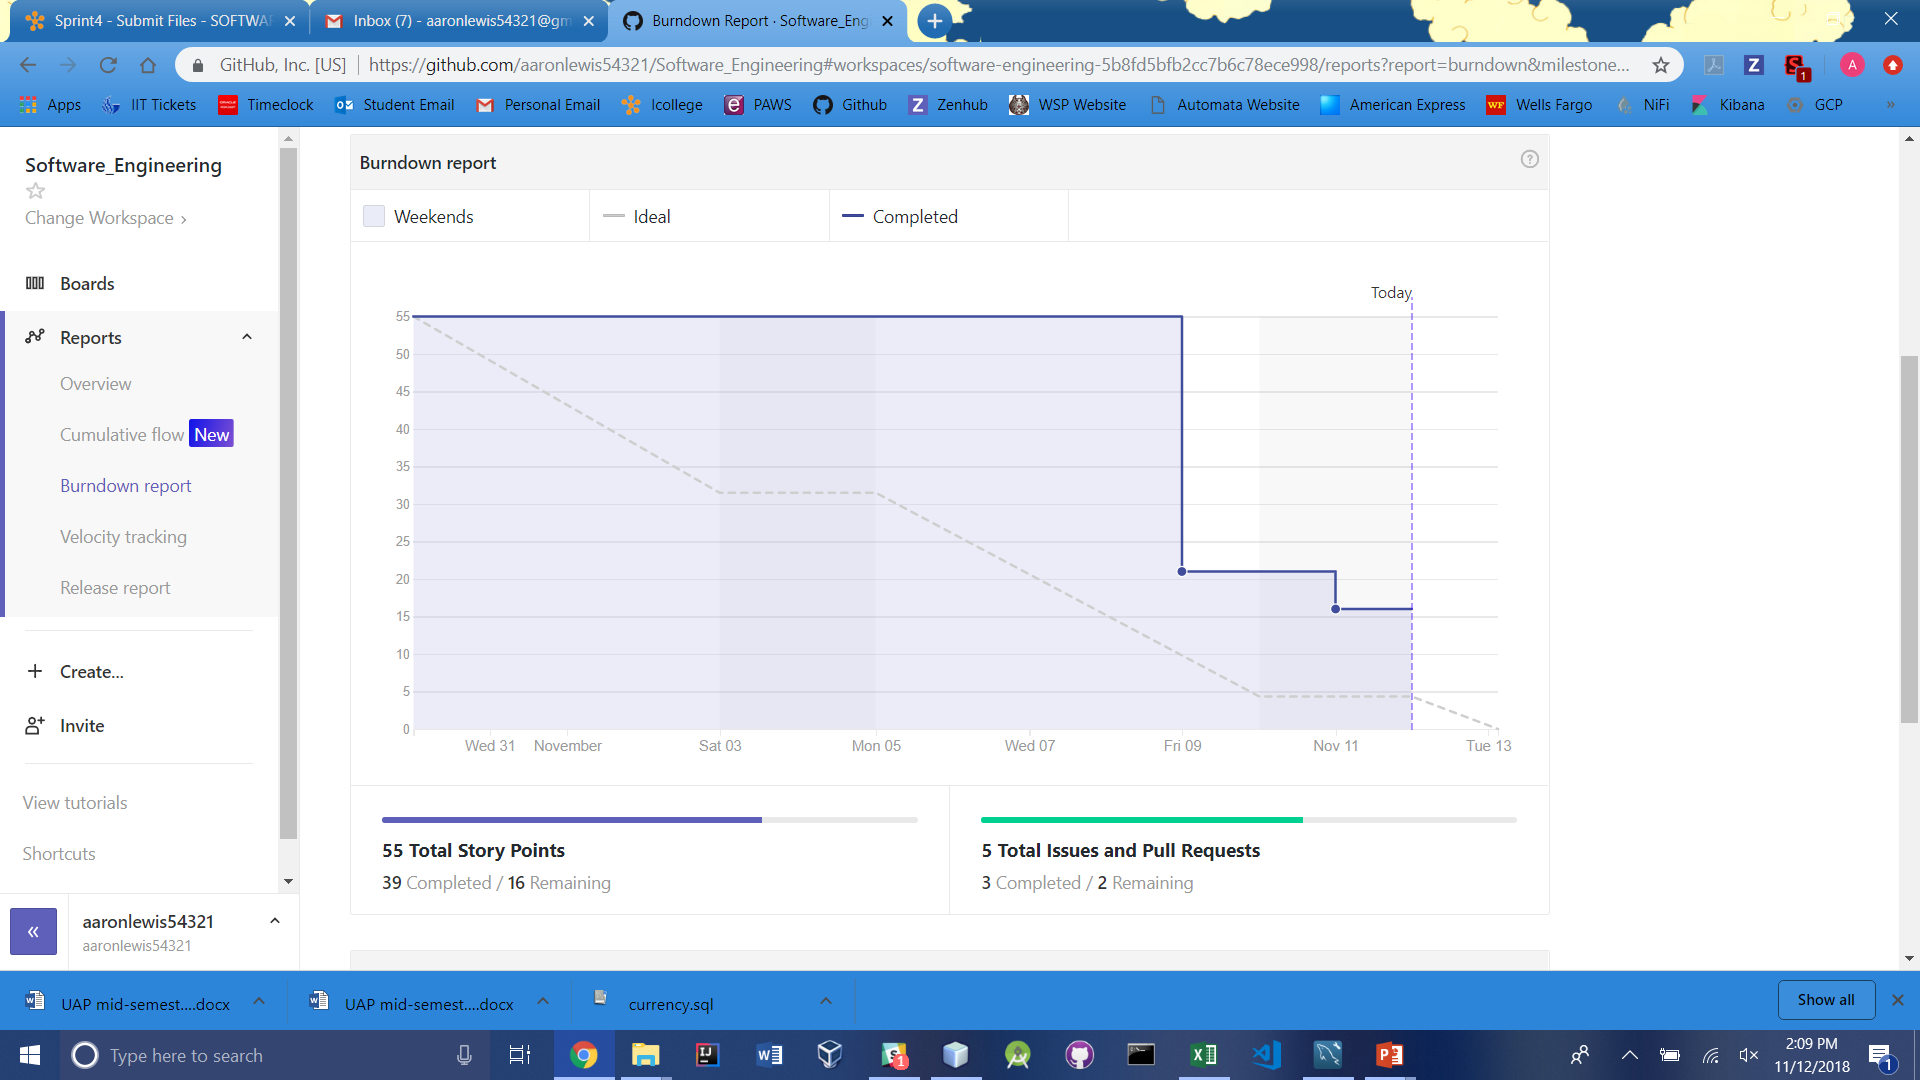 Sprint4 - Submit Files - SOFTWAR
Inbox (7) - aaronlewis54321@gm
Burndown Report · Software_Eng
GitHub, Inc. [US]
https://github.com/aaronlewis54321/Software_Engineering#workspaces/software-engineering-5b8fd5bfb2cc7b6c78ece998/reports?report=burndown&milestone...
1
A
Apps
IIT Tickets
Timeclock
Student Email
Personal Email
Icollege
PAWS
Github
Z
Zenhub
WSP Website
Automata Website
American Express
WF
Wells Fargo
NiFi
Kibana
GCP
»
Software_Engineering
Change Workspace ›
Boards
Reports
Overview
Cumulative flow New
Burndown report
Velocity tracking
Release report
Create...
Invite
View tutorials
Shortcuts
«
aaronlewis54321
aaronlewis54321
Burndown report
?
Weekends
Ideal
Completed
Today
55
50
45
40
35
30
25
20
15
10
5
0
Wed 31
November
Sat 03
Mon 05
Wed 07
Fri 09
Nov 11
Tue 13
55 Total Story Points
39 Completed / 16 Remaining
5 Total Issues and Pull Requests
3 Completed / 2 Remaining
UAP mid-semest....docx
UAP mid-semest....docx
currency.sql
Show all
Type here to search
1
2:09 PM
11/12/2018
1